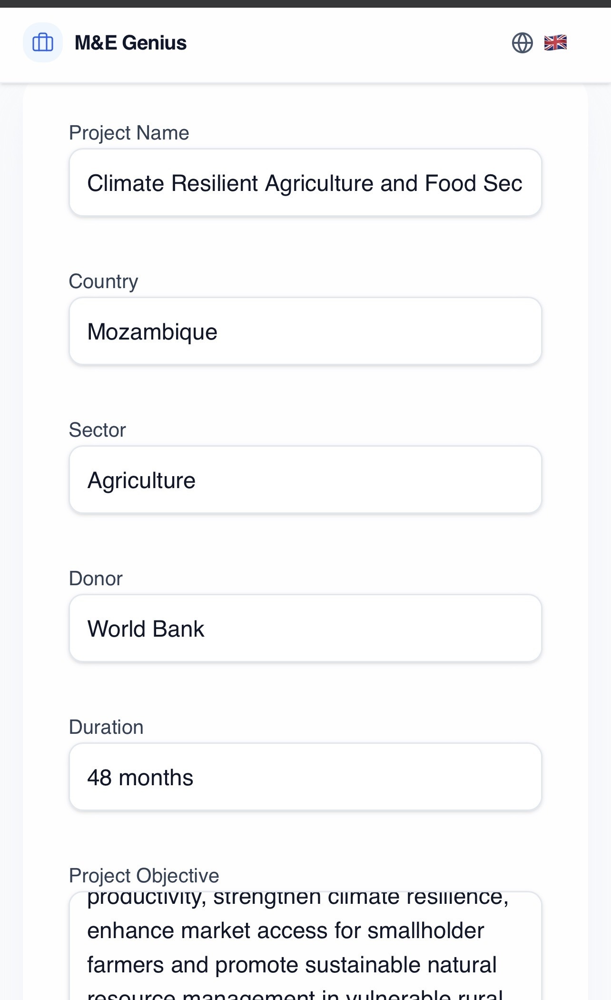 M&E Genius
Project Name
Climate Resilient Agriculture and Food Sec
Country
Mozambique
Sector
Agriculture
Donor
World Bank
Duration
48 months
Project Objective
productivity, strengthen climate resilience,
enhance market access for smallholder
farmers and promote sustainable natural
resource management in vulnerable rural